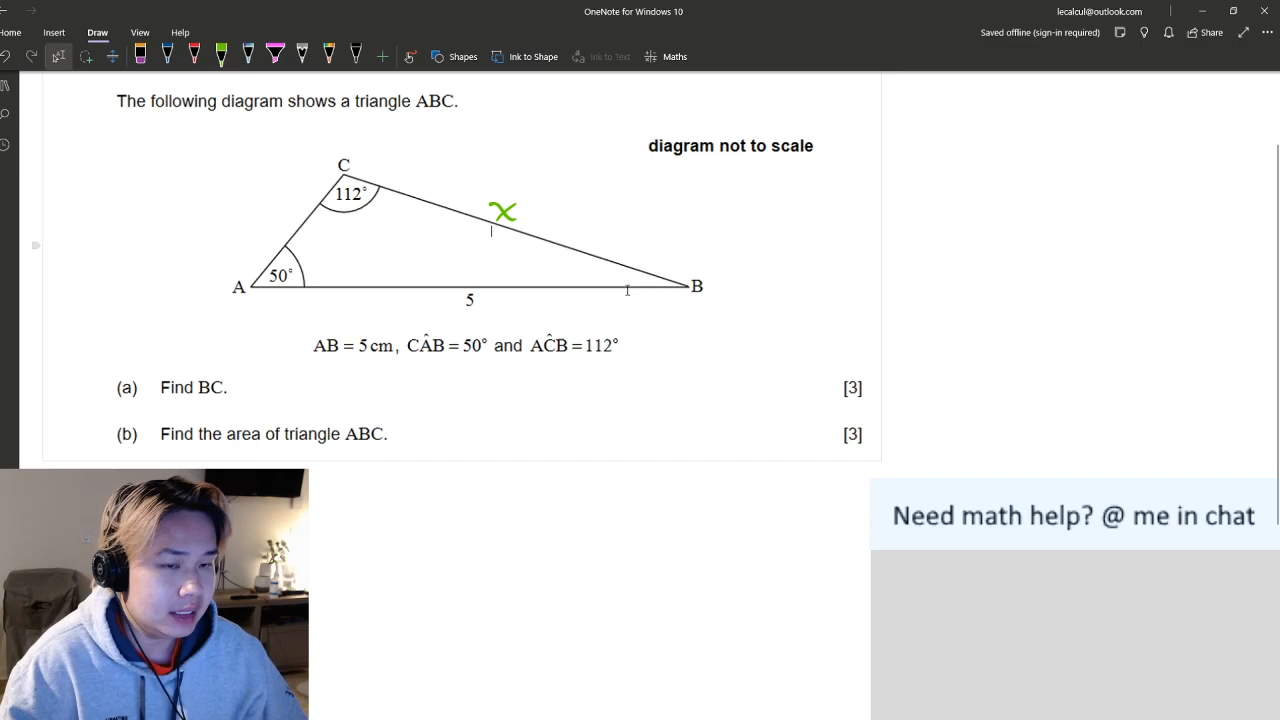 OneNote for Windows 10
lecalcul@outlook.com
Home Insert Draw View Help
Saved offline (sign-in required) Share
Shapes Ink to Shape Ink to Text Maths
The following diagram shows a triangle ABC.
diagram not to scale
C
112°
x
50°
A
B
5
AB = 5 cm, CÂB = 50° and AĈB = 112°
(a) Find BC. [3]
(b) Find the area of triangle ABC. [3]
Need math help? @ me in chat